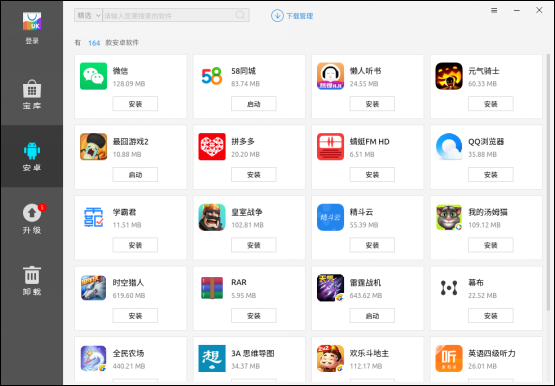 UK
登录
宝库
安卓
1
升级
卸载
精选 请输入您要搜索的软件
下载管理
有 164 款安卓软件
微信
128.09 MB
安装
58同城
83.74 MB
启动
懒人听书
24.55 MB
安装
元气骑士
60.33 MB
安装
最囧游戏2
10.88 MB
启动
拼多多
20.20 MB
安装
蜻蜓FM HD
6.51 MB
安装
QQ浏览器
35.88 MB
安装
学霸君
11.51 MB
安装
皇室战争
102.81 MB
安装
精斗云
精斗云
55.39 MB
安装
我的汤姆猫
109.12 MB
安装
时空猎人
619.60 MB
安装
RAR
5.95 MB
安装
雷霆战机
643.62 MB
启动
幕布
22.52 MB
安装
全民农场
440.21 MB
想
3A 思维导图
34.37 MB
欢乐斗地主
112.17 MB
听
英语四级听力
26.01 MB